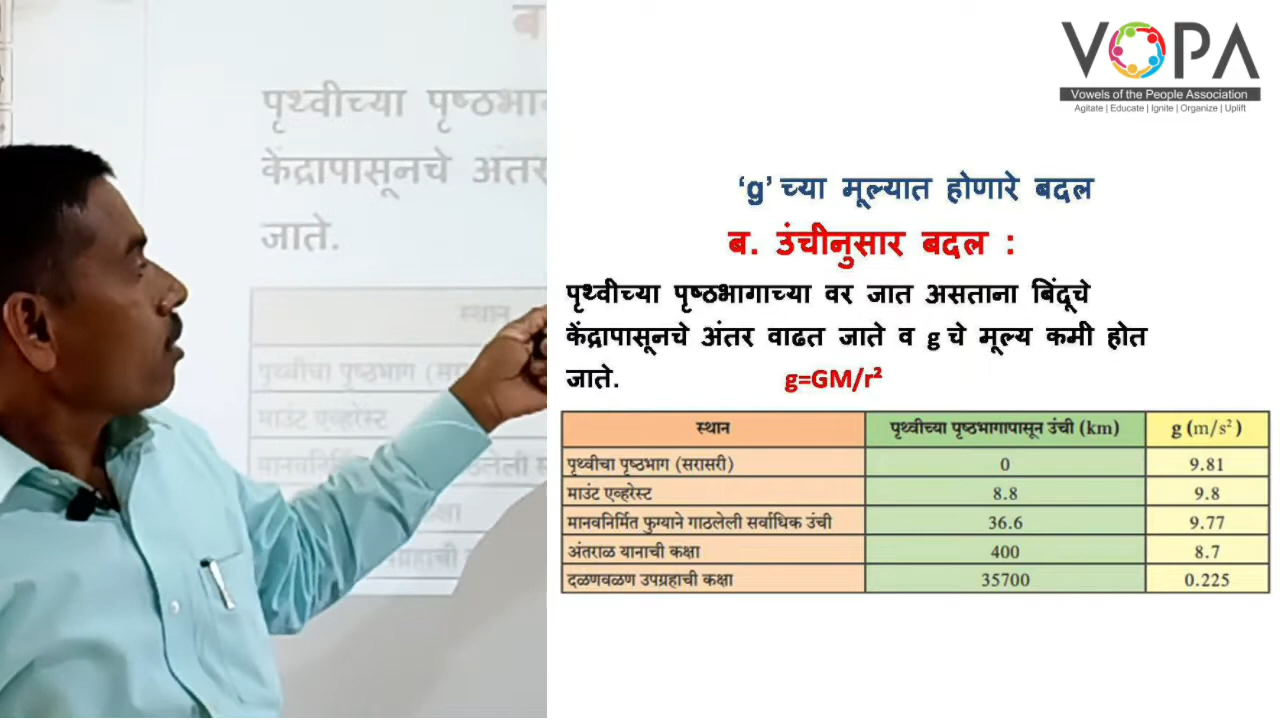 ब
पृथ्वीच्या पृष्ठभा
केंद्रापासूनचे अंतर
जाते.
स्थान
पृथ्वीचा पृष्ठभाग
माउंट एव्हरेस्ट
VOPA
Vowels of the People Association
Agitate | Educate | Ignite | Organize | Uplift
‘g’ च्या मूल्यात होणारे बदल
ब. उंचीनुसार बदल :
पृथ्वीच्या पृष्ठभागाच्या वर जात असताना बिंदूचे
केंद्रापासूनचे अंतर वाढत जाते व g चे मूल्य कमी होत
जाते. g=GM/r²
स्थान पृथ्वीच्या पृष्ठभागापासून उंची (km) g (m/s²)
पृथ्वीचा पृष्ठभाग (सरासरी) 0 9.81
माउंट एव्हरेस्ट 8.8 9.8
मानवनिर्मित फुग्याने गाठलेली सर्वाधिक उंची 36.6 9.77
अंतराळ यानाची कक्षा 400 8.7
दळणवळण उपग्रहाची कक्षा 35700 0.225